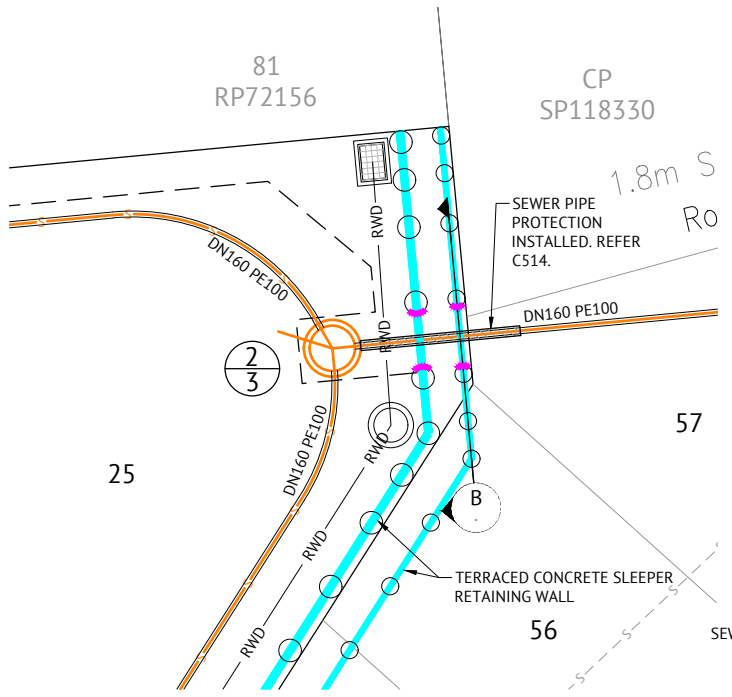 81
RP72156
CP
SP118330
1.8m S
Ro
SEWER PIPE
PROTECTION
INSTALLED. REFER
C514.
RWD
S
S
DN160 PE100
S
DN160 PE100
S
RWD
2
3
57
S
DN160 PE100
25
RWD
S
B
-
RWD
S
TERRACED CONCRETE SLEEPER
RETAINING WALL
S
56
S
SEW
RWD
S
S